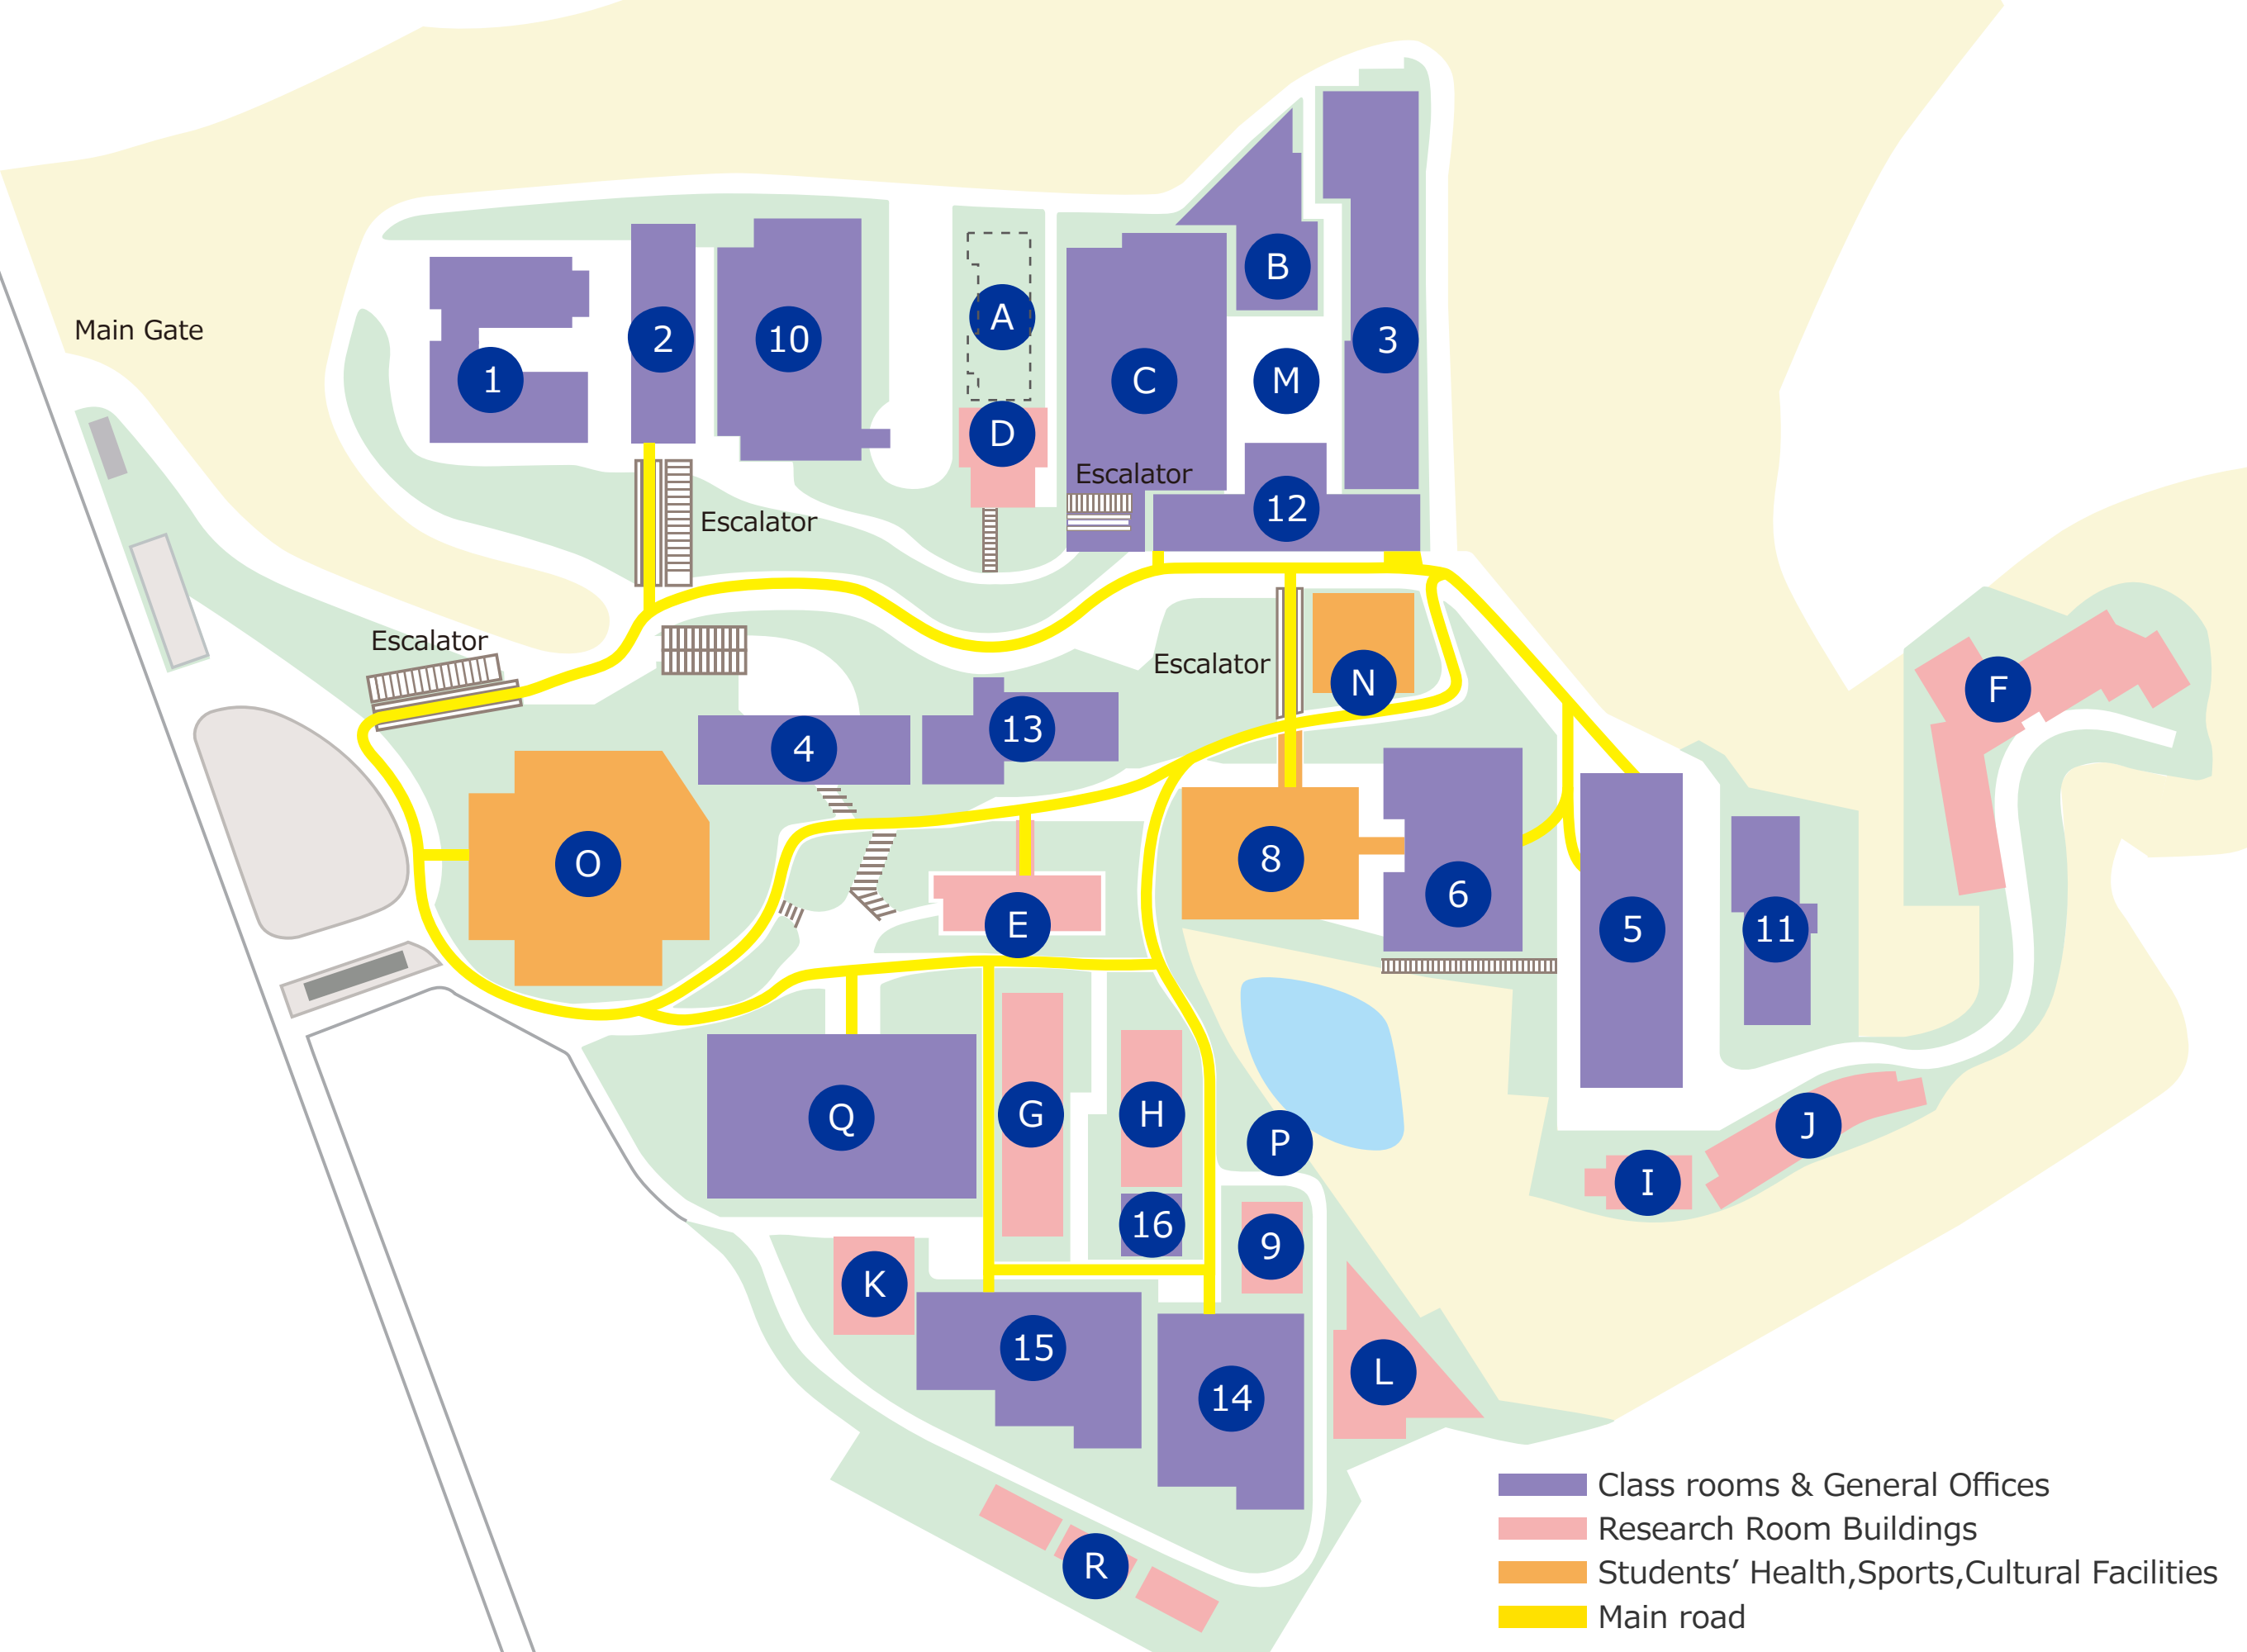 B
A
Main Gate
2
10
3
1
C
M
D
Escalator
12
Escalator
Escalator
Escalator
N
F
13
4
8
O
6
E
5
11
G
H
Q
J
P
I
16
9
K
15
L
14
Class rooms & General Offices
Research Room Buildings
R
Students’ Health,Sports,Cultural Facilities
Main road